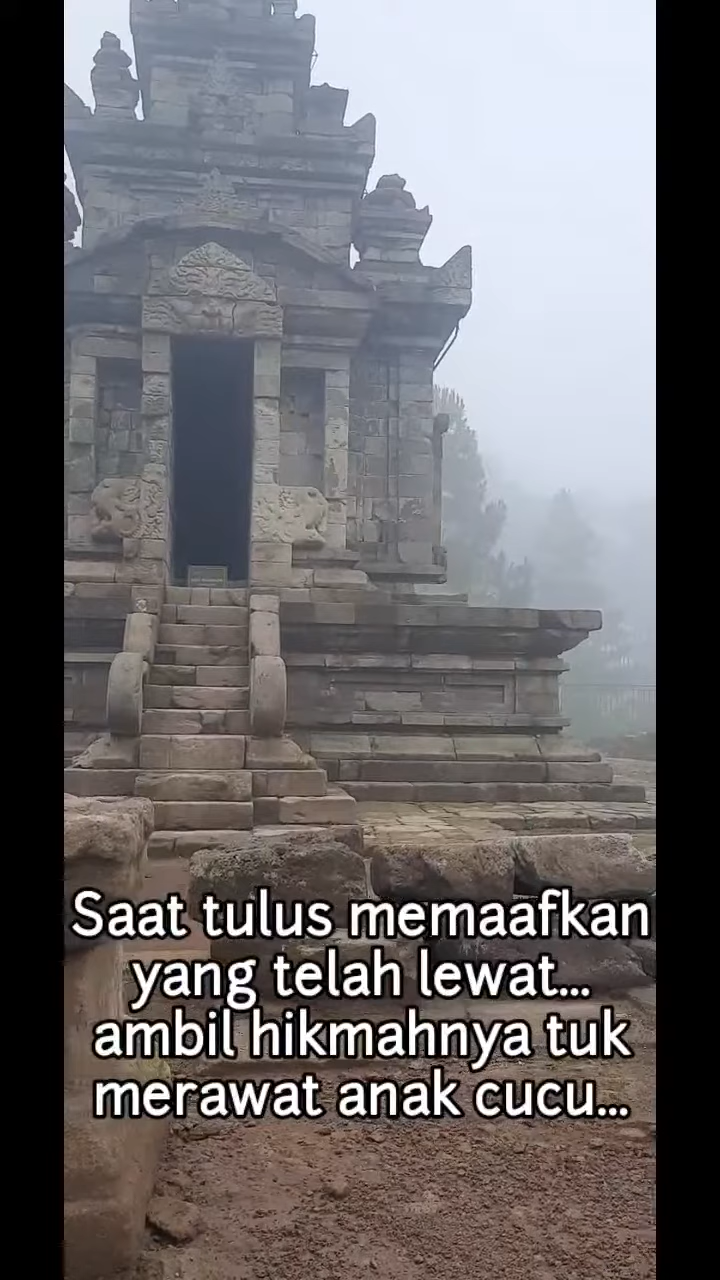 Saat tulus memaafkan
yang telah lewat...
ambil hikmahnya tuk
merawat anak cucu...